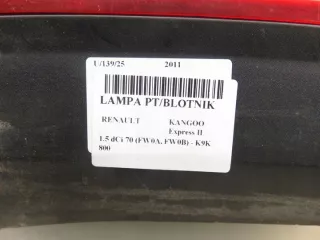 U/139/25 2011
LAMPA PT/BLOTNIK
RENAULT KANGOO
Express II
1.5 dCi 70 (FW0A, FW0B) - K9K
800